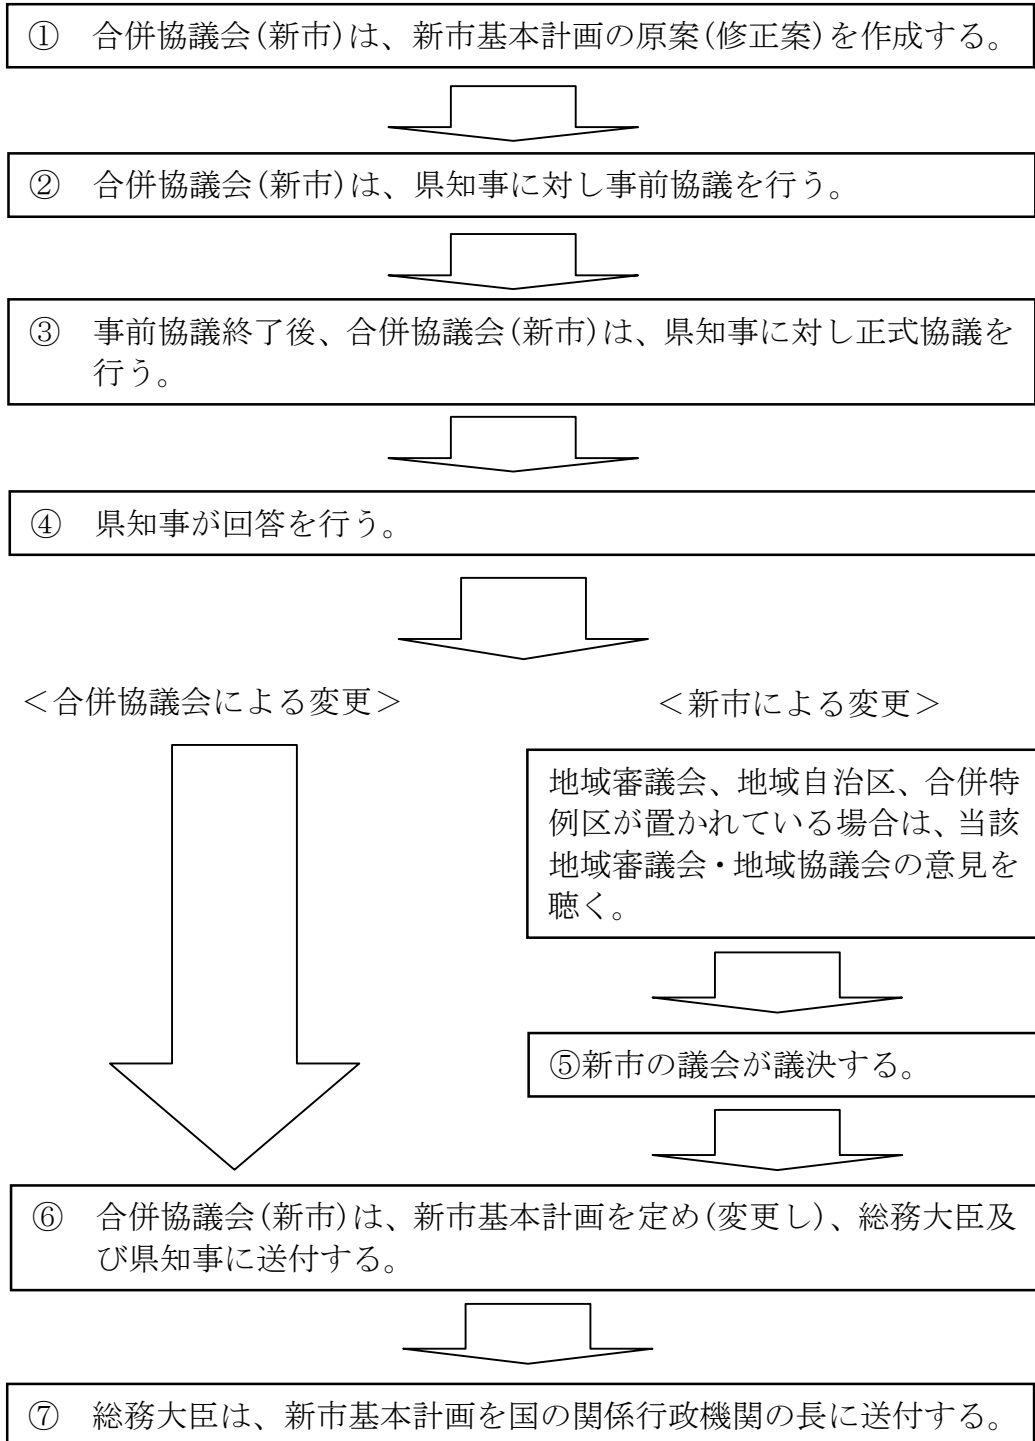 ① 合併協議会(新市)は、新市基本計画の原案(修正案)を作成する。
② 合併協議会(新市)は、県知事に対し事前協議を行う。
③ 事前協議終了後、合併協議会(新市)は、県知事に対し正式協議を
行う。
④ 県知事が回答を行う。
<合併協議会による変更>
<新市による変更>
地域審議会、地域自治区、合併特
例区が置かれている場合は、当該
地域審議会・地域協議会の意見を
聴く。
⑤新市の議会が議決する。
⑥ 合併協議会(新市)は、新市基本計画を定め(変更し)、総務大臣及
び県知事に送付する。
⑦ 総務大臣は、新市基本計画を国の関係行政機関の長に送付する。